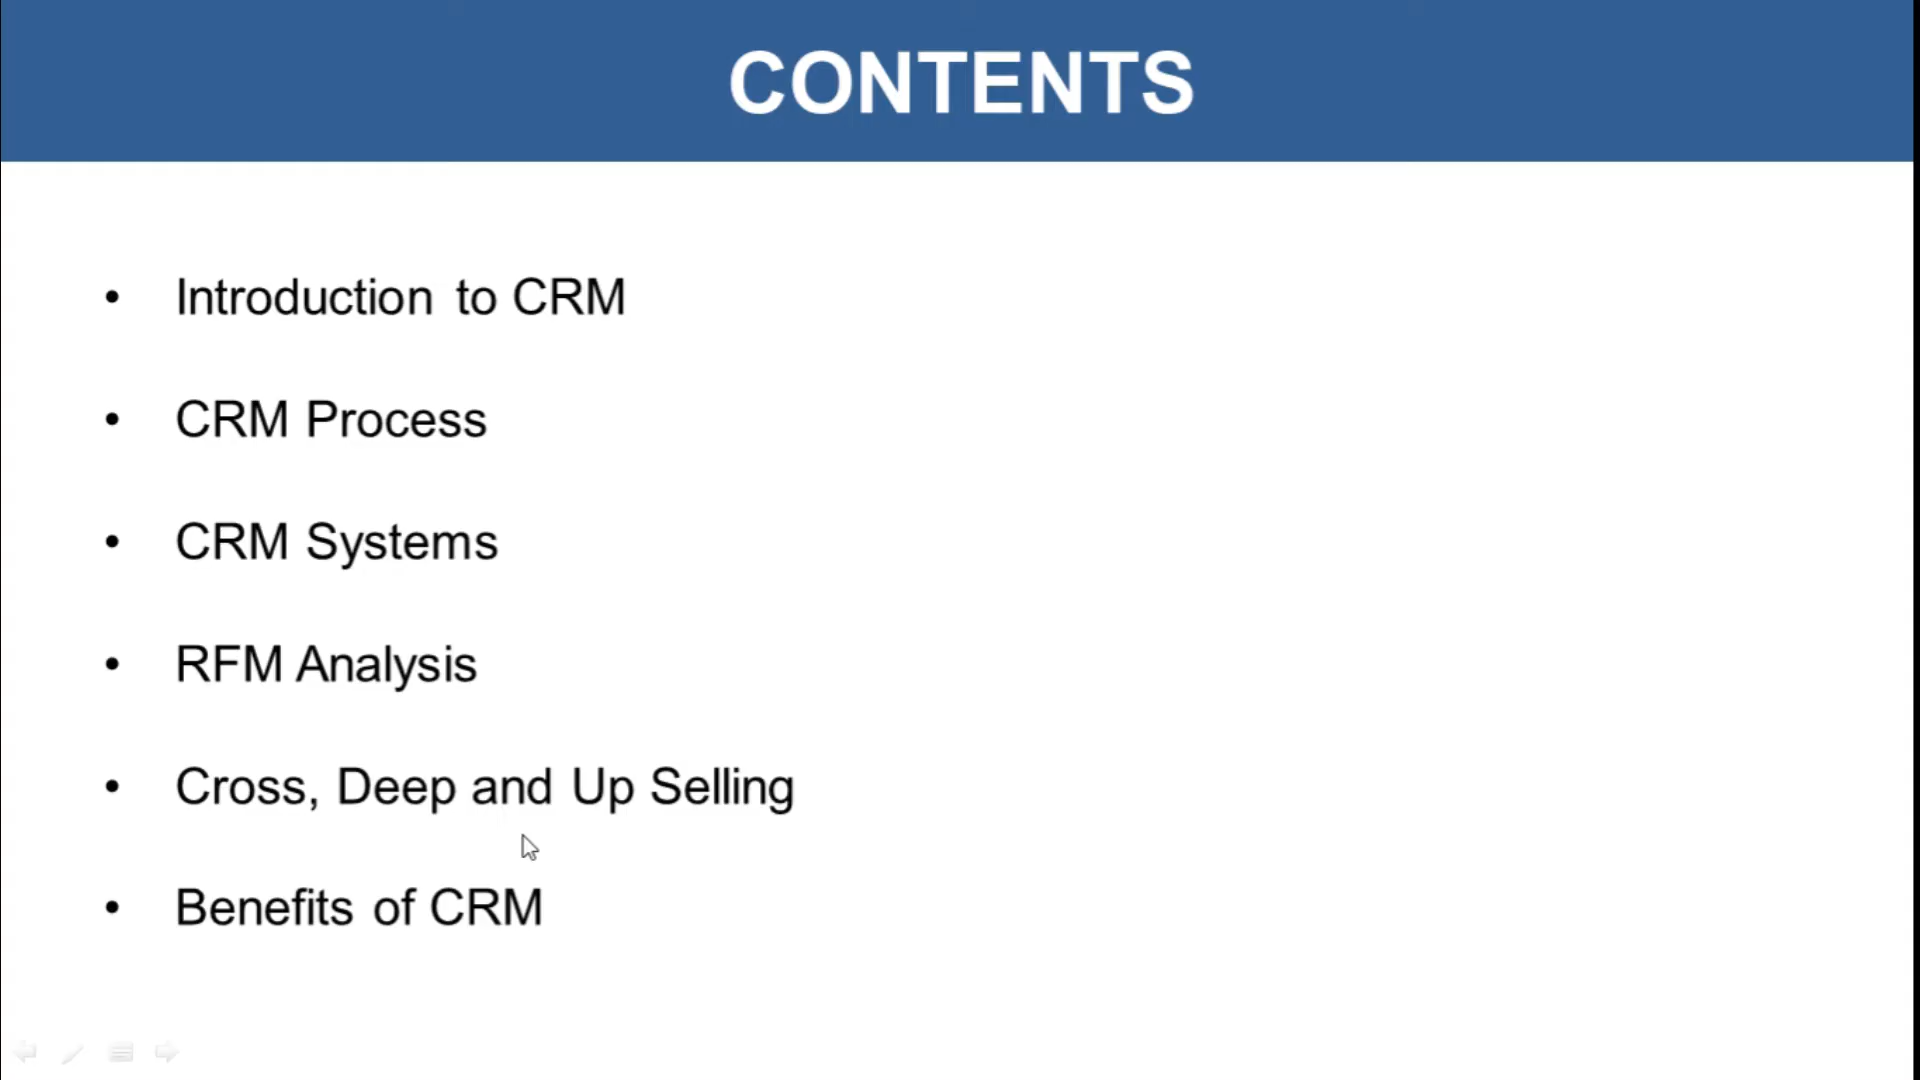 CONTENTS
• Introduction to CRM
• CRM Process
• CRM Systems
• RFM Analysis
• Cross, Deep and Up Selling
• Benefits of CRM